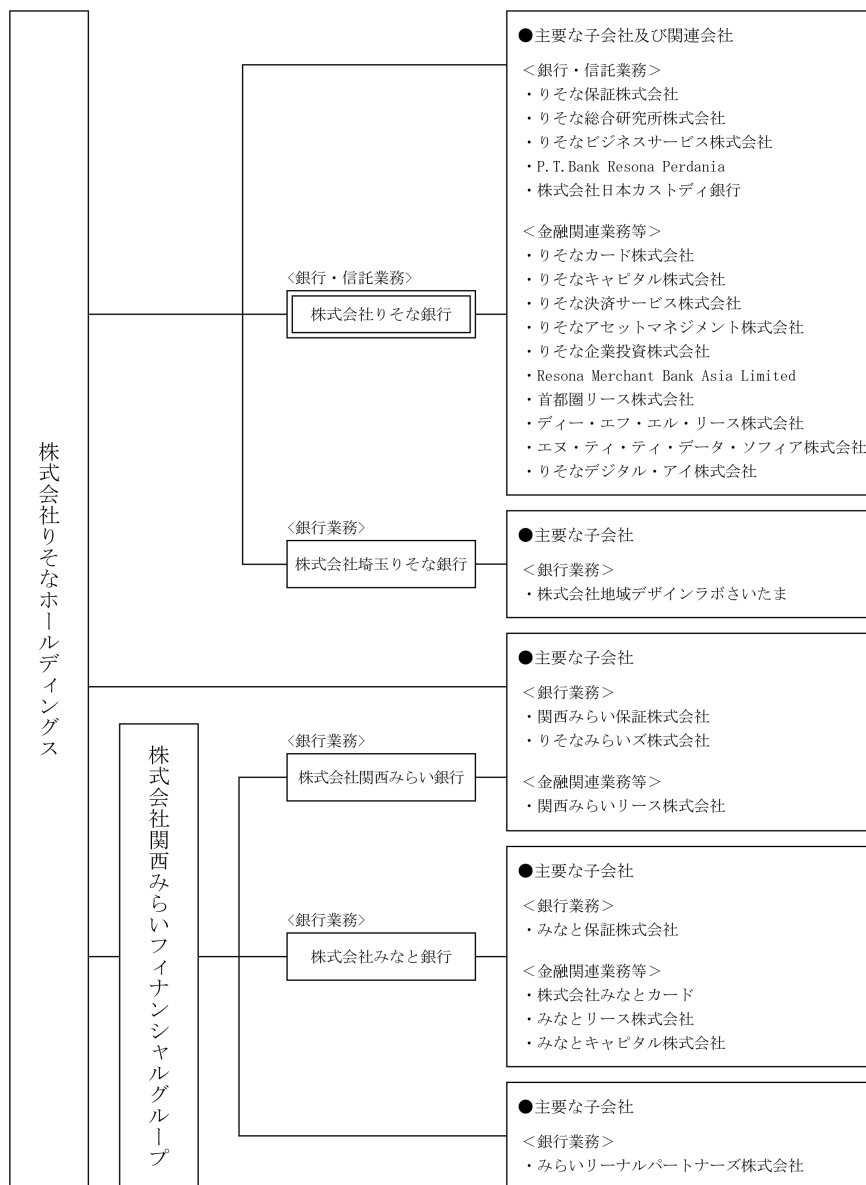 株式会社りそなホールディングス
●主要な子会社及び関連会社
＜銀行・信託業務＞
・りそな保証株式会社
・りそな総合研究所株式会社
・りそなビジネスサービス株式会社
・P.T.Bank Resona Perdania
・株式会社日本カストディ銀行
＜金融関連業務等＞
・りそなカード株式会社
・りそなキャピタル株式会社
・りそな決済サービス株式会社
・りそなアセットマネジメント株式会社
・りそな企業投資株式会社
・Resona Merchant Bank Asia Limited
・首都圏リース株式会社
・ディー・エフ・エル・リース株式会社
・エヌ・ティ・ティ・データ・ソフィア株式会社
・りそなデジタル・アイ株式会社
<銀行・信託業務>
株式会社りそな銀行
<銀行業務>
株式会社埼玉りそな銀行
●主要な子会社
＜銀行業務＞
・株式会社地域デザインラボさいたま
●主要な子会社
＜銀行業務＞
・関西みらい保証株式会社
・りそなみらいズ株式会社
＜金融関連業務等＞
・関西みらいリース株式会社
株式会社関西みらいフィナンシャルグループ
<銀行業務>
株式会社関西みらい銀行
<銀行業務>
株式会社みなと銀行
●主要な子会社
＜銀行業務＞
・みなと保証株式会社
＜金融関連業務等＞
・株式会社みなとカード
・みなとリース株式会社
・みなとキャピタル株式会社
●主要な子会社
＜銀行業務＞
・みらいリーナルパートナーズ株式会社